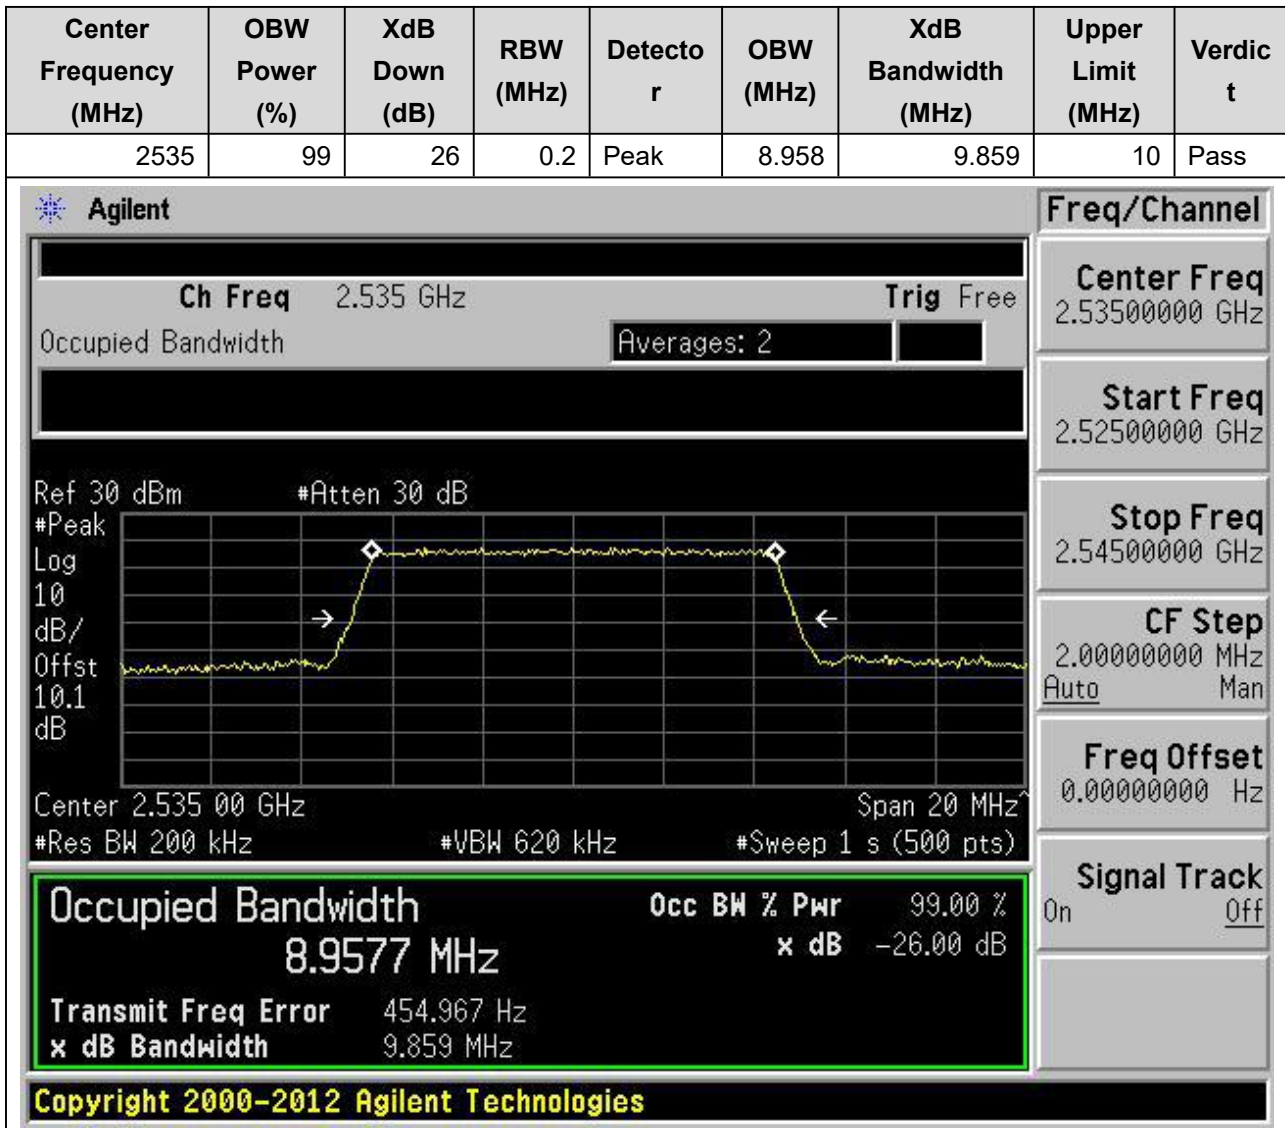 Center Frequency (MHz) OBW Power (%) XdB Down (dB) RBW (MHz) Detecto r OBW (MHz) XdB Bandwidth (MHz) Upper Limit (MHz) Verdic t
2535 99 26 0.2 Peak 8.958 9.859 10 Pass
Agilent
Freq/Channel
Ch Freq 2.535 GHz Trig Free
Occupied Bandwidth Averages: 2
Center Freq
2.53500000 GHz
Start Freq
2.52500000 GHz
Stop Freq
2.54500000 GHz
CF Step
2.00000000 MHz
Auto Man
Freq Offset
0.00000000 Hz
Signal Track
On Off
Ref 30 dBm #Atten 30 dB
#Peak
Log
10
dB/
Offst
10.1
dB
Center 2.535 00 GHz Span 20 MHz^
#Res BW 200 kHz #VBW 620 kHz #Sweep 1 s (500 pts)
Occupied Bandwidth Occ BW % Pwr 99.00 %
8.9577 MHz x dB -26.00 dB
Transmit Freq Error 454.967 Hz
x dB Bandwidth 9.859 MHz
Copyright 2000-2012 Agilent Technologies